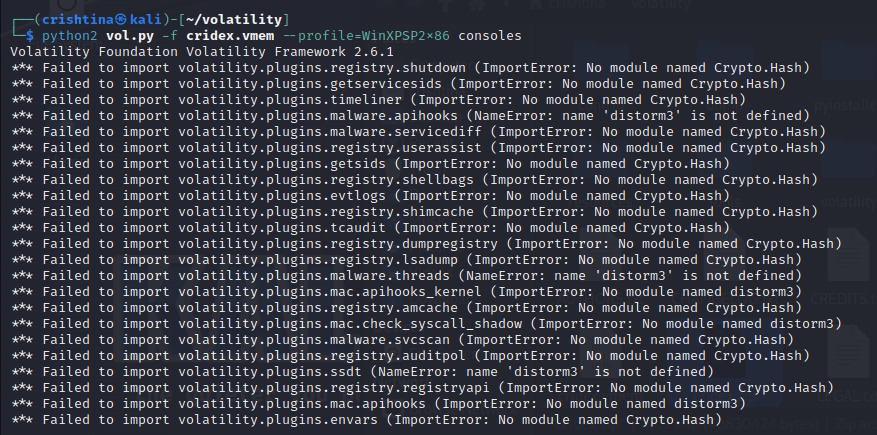 ┌──(crishtina㉿kali)-[~/volatility]
└─$ python2 vol.py -f cridex.vmem --profile=WinXPSP2×86 consoles
Volatility Foundation Volatility Framework 2.6.1
*** Failed to import volatility.plugins.registry.shutdown (ImportError: No module named Crypto.Hash)
*** Failed to import volatility.plugins.getservicesids (ImportError: No module named Crypto.Hash)
*** Failed to import volatility.plugins.timeliner (ImportError: No module named Crypto.Hash)
*** Failed to import volatility.plugins.malware.apihooks (NameError: name 'distorm3' is not defined)
*** Failed to import volatility.plugins.malware.servicediff (ImportError: No module named Crypto.Hash)
*** Failed to import volatility.plugins.registry.userassist (ImportError: No module named Crypto.Hash)
*** Failed to import volatility.plugins.getsids (ImportError: No module named Crypto.Hash)
*** Failed to import volatility.plugins.registry.shellbags (ImportError: No module named Crypto.Hash)
*** Failed to import volatility.plugins.evtlogs (ImportError: No module named Crypto.Hash)
*** Failed to import volatility.plugins.registry.shimcache (ImportError: No module named Crypto.Hash)
*** Failed to import volatility.plugins.tcaudit (ImportError: No module named Crypto.Hash)
*** Failed to import volatility.plugins.registry.dumpregistry (ImportError: No module named Crypto.Hash)
*** Failed to import volatility.plugins.registry.lsadump (ImportError: No module named Crypto.Hash)
*** Failed to import volatility.plugins.malware.threads (NameError: name 'distorm3' is not defined)
*** Failed to import volatility.plugins.mac.apihooks_kernel (ImportError: No module named distorm3)
*** Failed to import volatility.plugins.registry.amcache (ImportError: No module named Crypto.Hash)
*** Failed to import volatility.plugins.mac.check_syscall_shadow (ImportError: No module named distorm3)
*** Failed to import volatility.plugins.malware.svcscan (ImportError: No module named Crypto.Hash)
*** Failed to import volatility.plugins.registry.auditpol (ImportError: No module named Crypto.Hash)
*** Failed to import volatility.plugins.ssdt (NameError: name 'distorm3' is not defined)
*** Failed to import volatility.plugins.registry.registryapi (ImportError: No module named Crypto.Hash)
*** Failed to import volatility.plugins.mac.apihooks (ImportError: No module named distorm3)
*** Failed to import volatility.plugins.envars (ImportError: No module named Crypto.Hash)